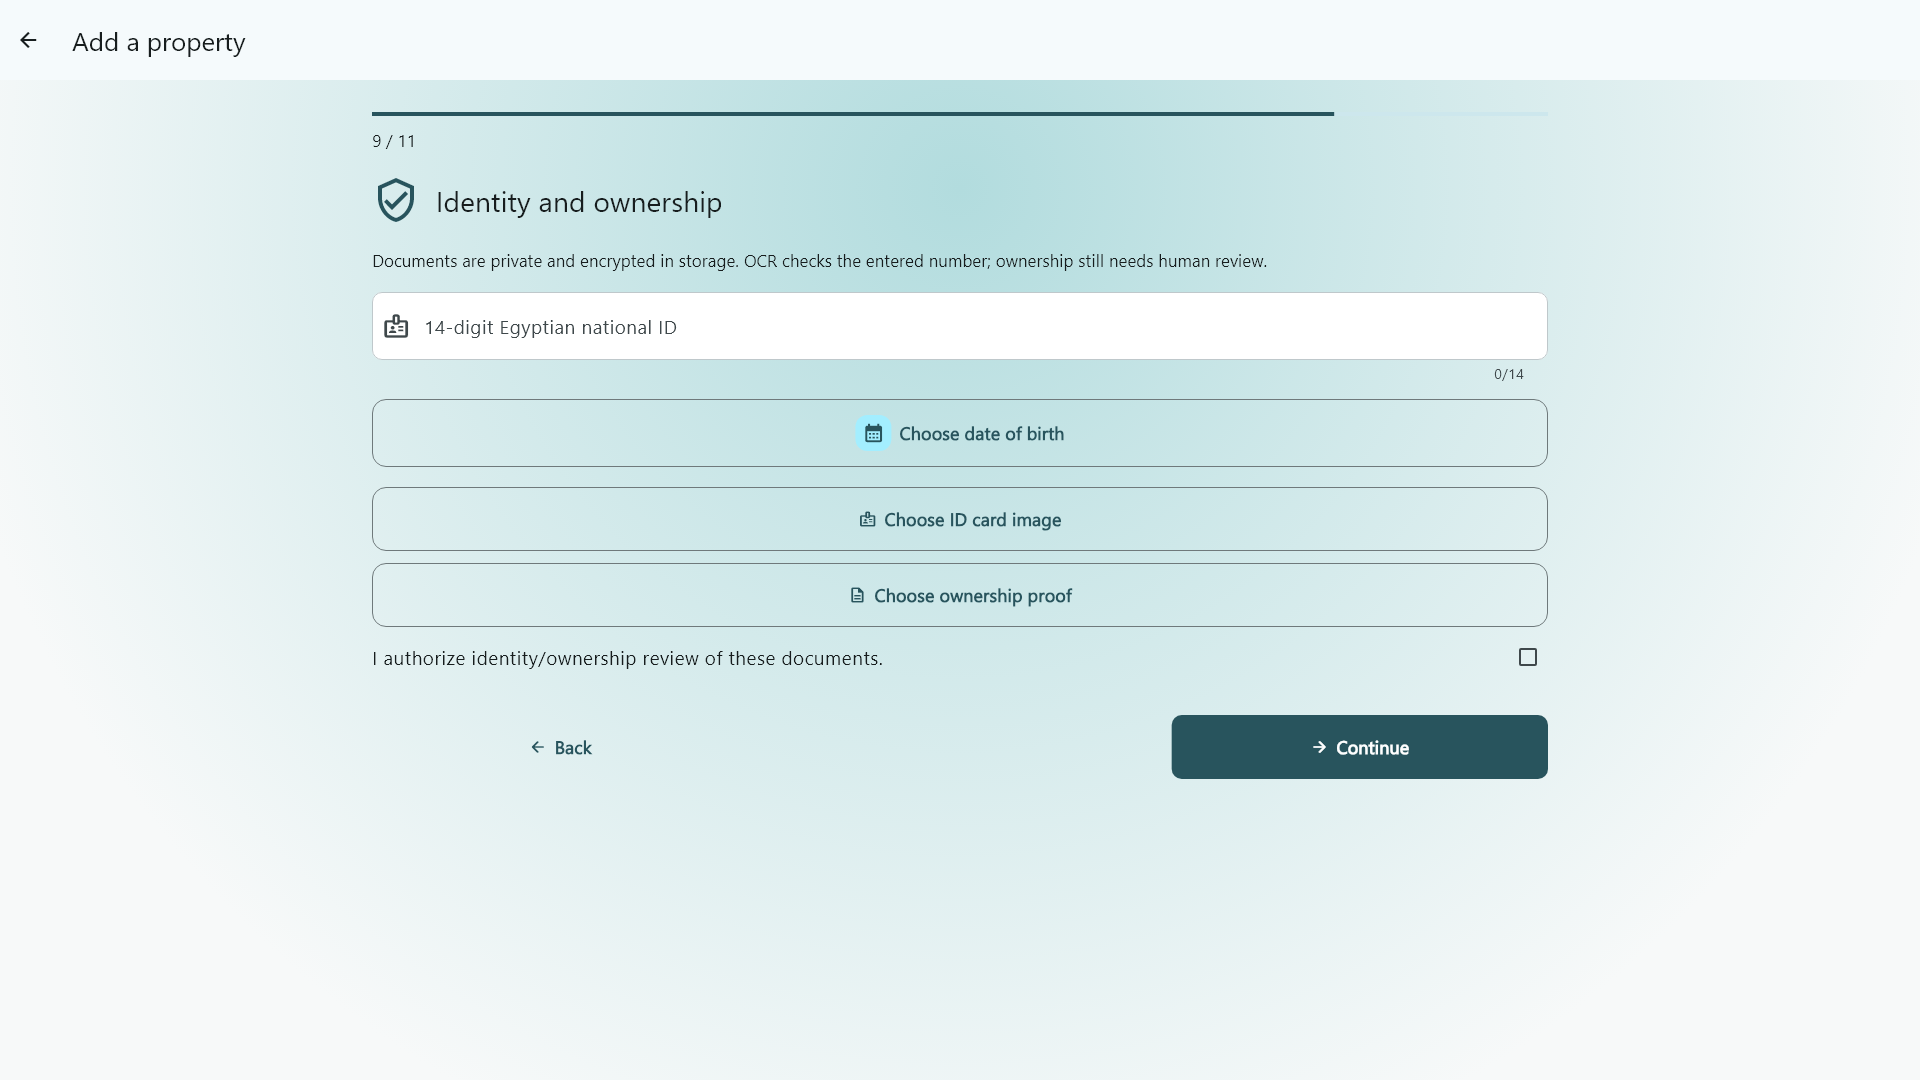 Add a property
9 / 11
Identity and ownership
Documents are private and encrypted in storage. OCR checks the entered number; ownership still needs human review.
14-digit Egyptian national ID
0/14
Choose date of birth
Choose ID card image
Choose ownership proof
I authorize identity/ownership review of these documents.
Back
Continue